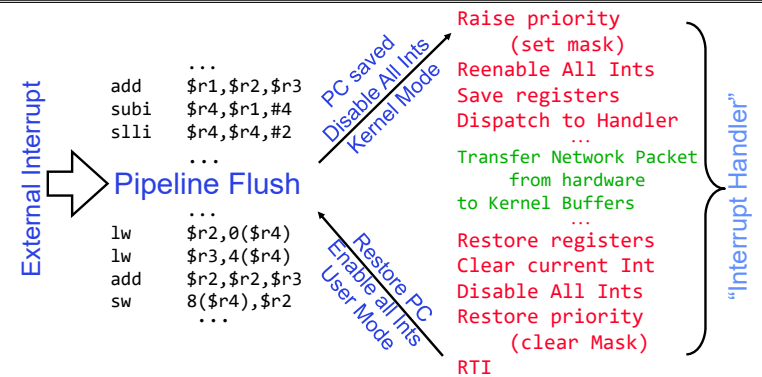 External Interrupt
...
add $r1,$r2,$r3
subi $r4,$r1,#4
slli $r4,$r4,#2
...
Pipeline Flush
...
lw $r2,0($r4)
lw $r3,4($r4)
add $r2,$r2,$r3
sw 8($r4),$r2
...
PC saved
Disable All Ints
Kernel Mode
Raise priority
(set mask)
Reenable All Ints
Save registers
Dispatch to Handler
...
Transfer Network Packet
from hardware
to Kernel Buffers
...
Restore registers
Clear current Int
Disable All Ints
Restore priority
(clear Mask)
RTI
Restore PC
Enable all Ints
User Mode
"Interrupt Handler"